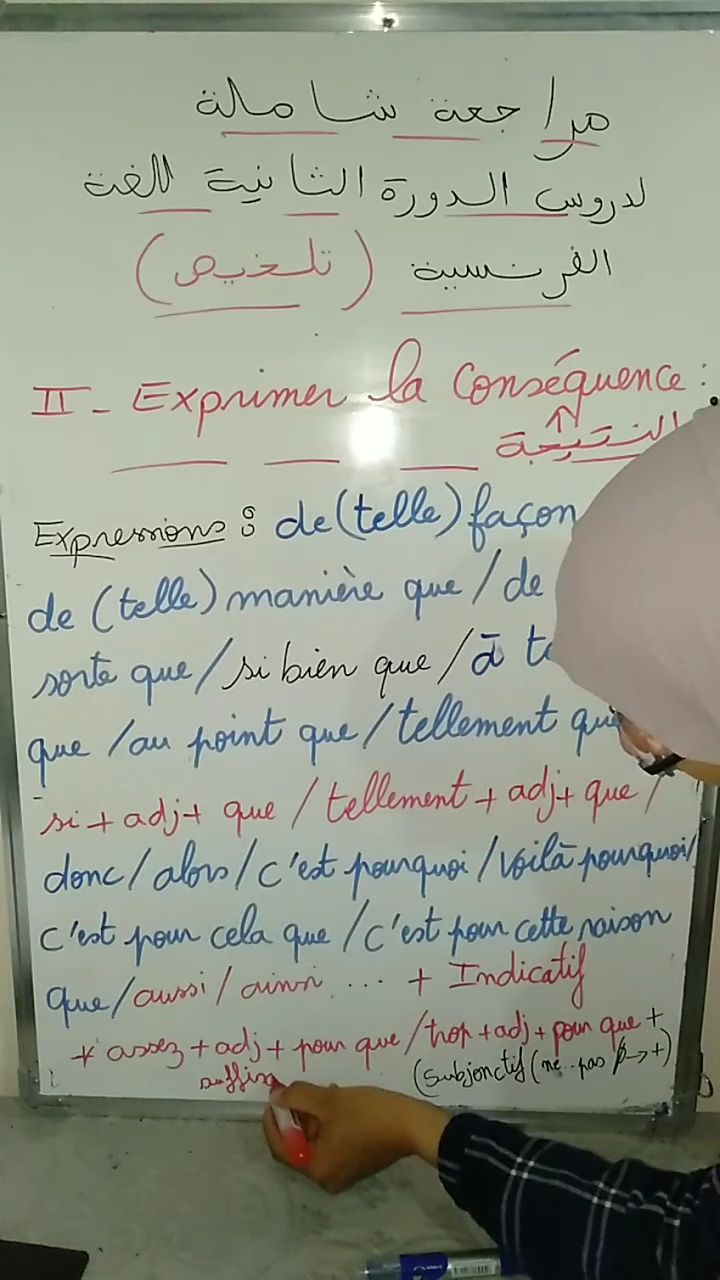 مراجعة شاملة
لدروس الدورة الثانية للغة
الفرنسية (تلخيص)
II - Exprimer la conséquence :
النتيجة
Expressions : de (telle) façon
de (telle) manière que / de
sorte que / si bien que / à
que / au point que / tellement que
si + adj + que / tellement + adj + que /
donc / alors / c'est pourquoi / voilà pourquoi /
c'est pour cela que / c'est pour cette raison
que / aussi / ainsi ... + Indicatif
+ assez + adj + pour que / trop + adj + pour que +
suffisa (subjonctif (ne .. pas → +)